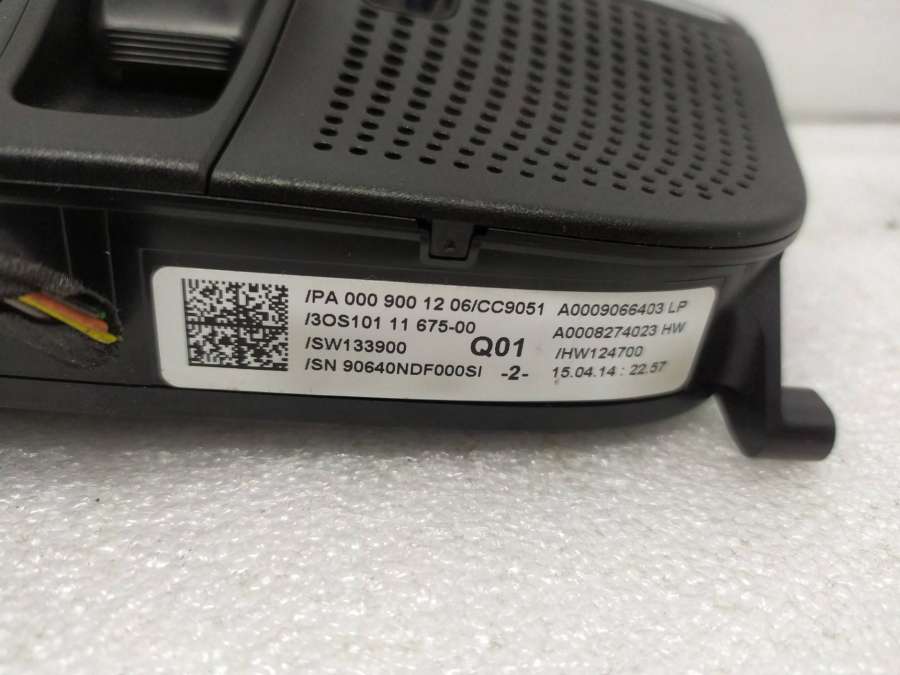 /PA 000 900 12 06/CC9051 A0009066403 LP
/3OS101 11 675-00 A0008274023 HW
/SW133900 Q01 /HW124700
/SN 90640NDF000SI -2- 15.04.14 : 22.57